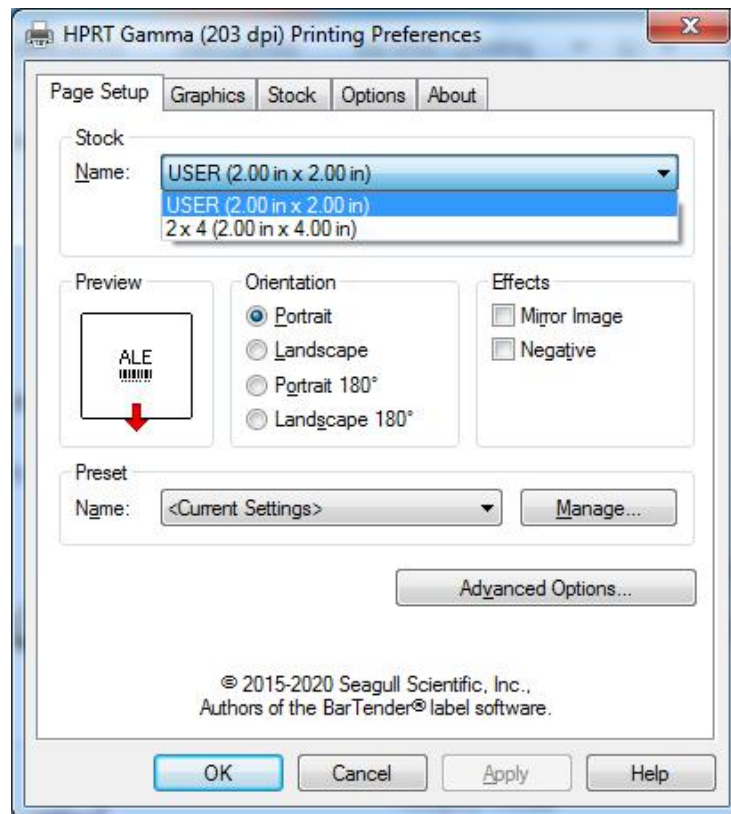 HPRT Gamma (203 dpi) Printing Preferences
Page Setup Graphics Stock Options About
Stock
Name: USER (2.00 in x 2.00 in)
USER (2.00 in x 2.00 in)
2 x 4 (2.00 in x 4.00 in)
Preview Orientation Effects
Portrait Mirror Image
ALE Landscape Negative
Portrait 180°
Landscape 180°
Preset
Name: <Current Settings> Manage...
Advanced Options...
© 2015-2020 Seagull Scientific, Inc.,
Authors of the BarTender® label software.
OK Cancel Apply Help